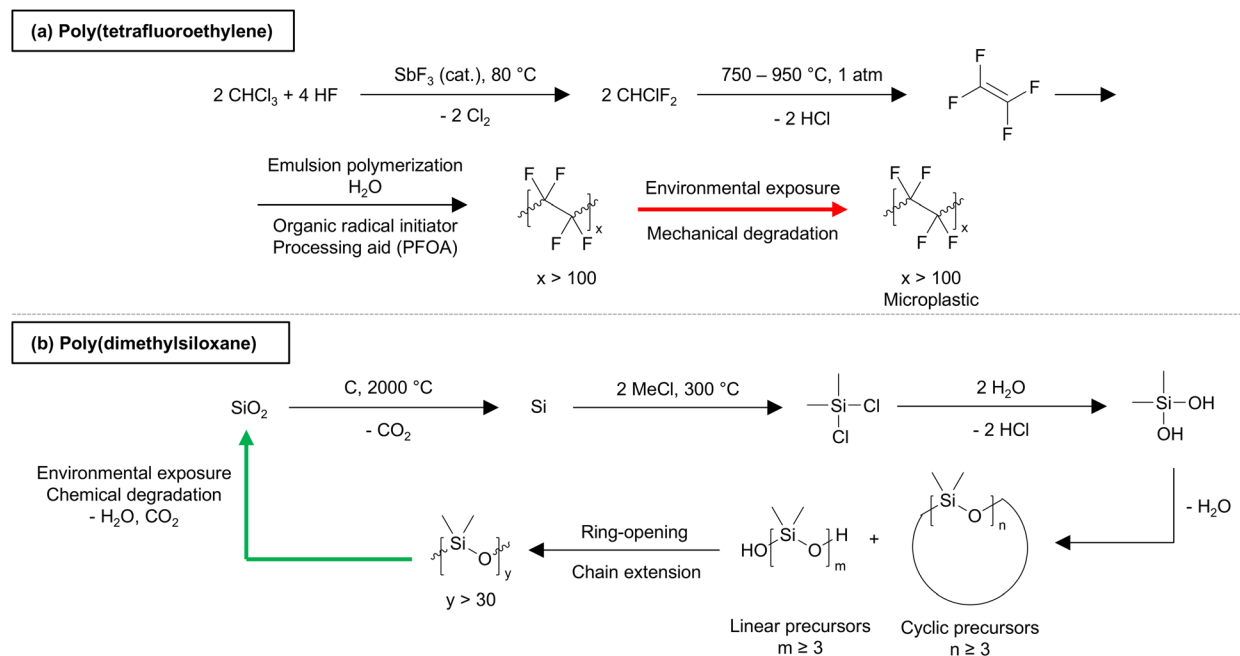 (a) Poly(tetrafluoroethylene)
2 CHCl₃ + 4 HF
SbF₃ (cat.), 80 °C
- 2 Cl₂
2 CHClF₂
750 – 950 °C, 1 atm
- 2 HCl
F
F
F
F
Emulsion polymerization
H₂O
Organic radical initiator
Processing aid (PFOA)
F F
F F
x
x > 100
Environmental exposure
Mechanical degradation
F F
F F
x
x > 100
Microplastic
(b) Poly(dimethylsiloxane)
SiO₂
C, 2000 °C
- CO₂
Si
2 MeCl, 300 °C
Si Cl
Cl
2 H₂O
- 2 HCl
Si OH
OH
- H₂O
Si
O
n
Cyclic precursors
n ≥ 3
+
Si
HO O H
m
Linear precursors
m ≥ 3
Ring-opening
Chain extension
Si
O
y
y > 30
Environmental exposure
Chemical degradation
- H₂O, CO₂